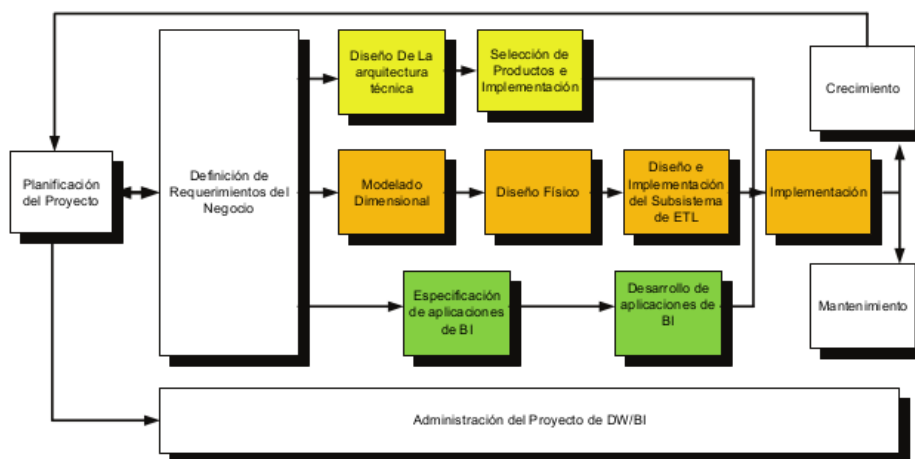 Planificación
del Proyecto
Definición de
Requerimientos del
Negocio
Diseño De La
arquitectura
técnica
Selección de
Productos e
Implementación
Modelado
Dimensional
Diseño Físico
Diseño e
Implementación
del Subsistema
de ETL
Implementación
Especificación
de aplicaciones
de BI
Desarrollo de
aplicaciones de
BI
Crecimiento
Mantenimiento
Administración del Proyecto de DW/BI